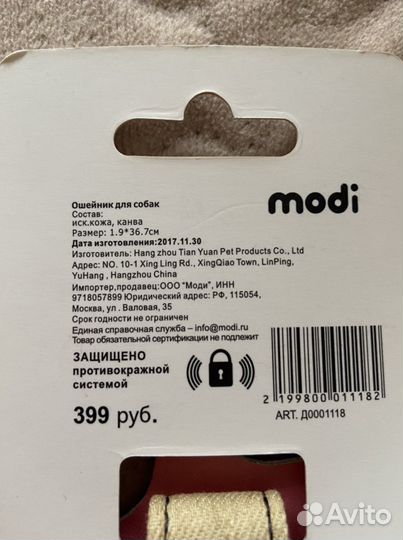 modi
Ошейник для собак
Состав:
иск.кожа, канва
Размер: 1.9*36.7см
Дата изготовления:2017.11.30
Изготовитель: Hang zhou Tian Yuan Pet Products Co., Ltd
Адрес: NO. 10-1 Xing Ling Rd., XingQiao Town, LinPing,
YuHang , Hangzhou China
Импортер,продавец:ООО "Моди", ИНН
9718057899 Юридический адрес: РФ, 115054,
Москва, ул. Валовая, 35
Срок годности не ограничен
Единая справочная служба – info@modi.ru
Товар обязательной сертификации не подлежит
ЗАЩИЩЕНО
противокражной
системой
399 руб.
2 199800 011182
ART. Д0001118
Avito